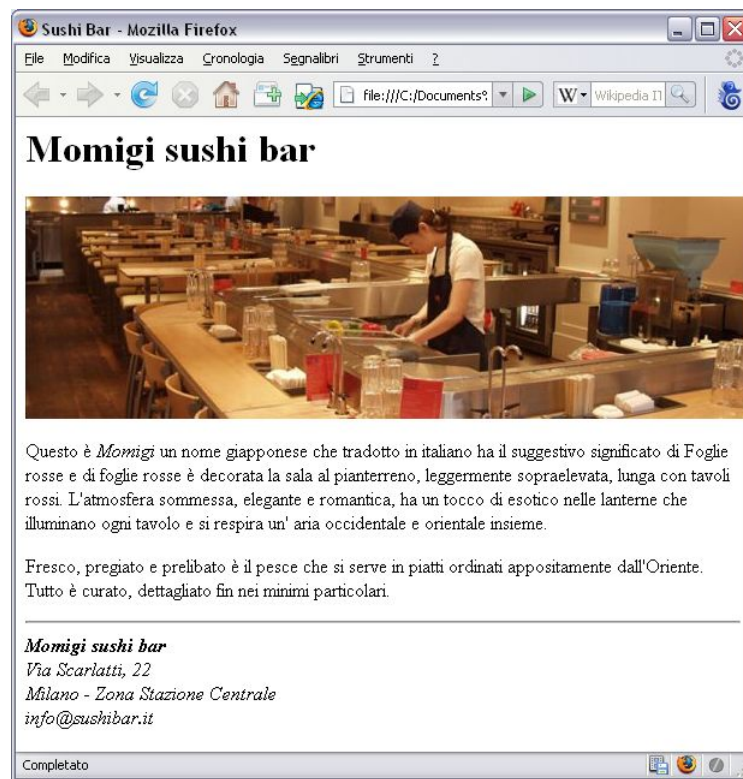 Sushi Bar - Mozilla Firefox
File Modifica Visualizza Cronologia Segnalibri Strumenti ?
file:///C:/Documents% W Wikipedia
Momigi sushi bar
Questo è Momigi un nome giapponese che tradotto in italiano ha il suggestivo significato di Foglie
rosse e di foglie rosse è decorata la sala al pianterreno, leggermente sopraelevata, lunga con tavoli
rossi. L'atmosfera sommessa, elegante e romantica, ha un tocco di esotico nelle lanterne che
illuminano ogni tavolo e si respira un' aria occidentale e orientale insieme.
Fresco, pregiato e prelibato è il pesce che si serve in piatti ordinati appositamente dall'Oriente.
Tutto è curato, dettagliato fin nei minimi particolari.
Momigi sushi bar
Via Scarlatti, 22
Milano - Zona Stazione Centrale
info@sushibar.it
Completato